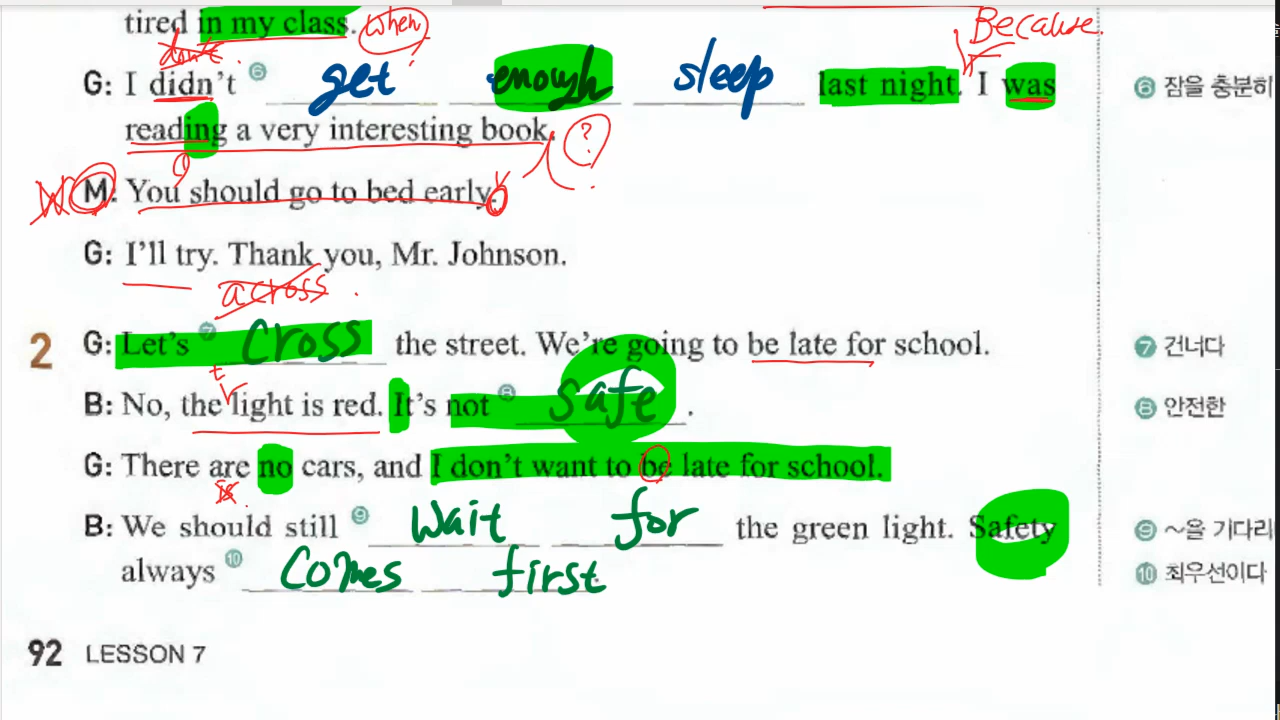 tired in my class. When
Because.
don't.
G: I didn't ⑥ get enough sleep last night. I was
⑥ 잠을 충분히
reading a very interesting book. ?
M: You should go to bed early.
G: I'll try. Thank you, Mr. Johnson.
across.
2 G: Let's ⑦ cross the street. We're going to be late for school.
⑦ 건너다
t
B: No, the light is red. It's not ⑧ safe.
⑧ 안전한
G: There are no cars, and I don't want to be late for school.
is.
B: We should still ⑨ wait for the green light. Safety
⑨ ~을 기다리
always ⑩ comes first.
⑩ 최우선이다
92 LESSON 7